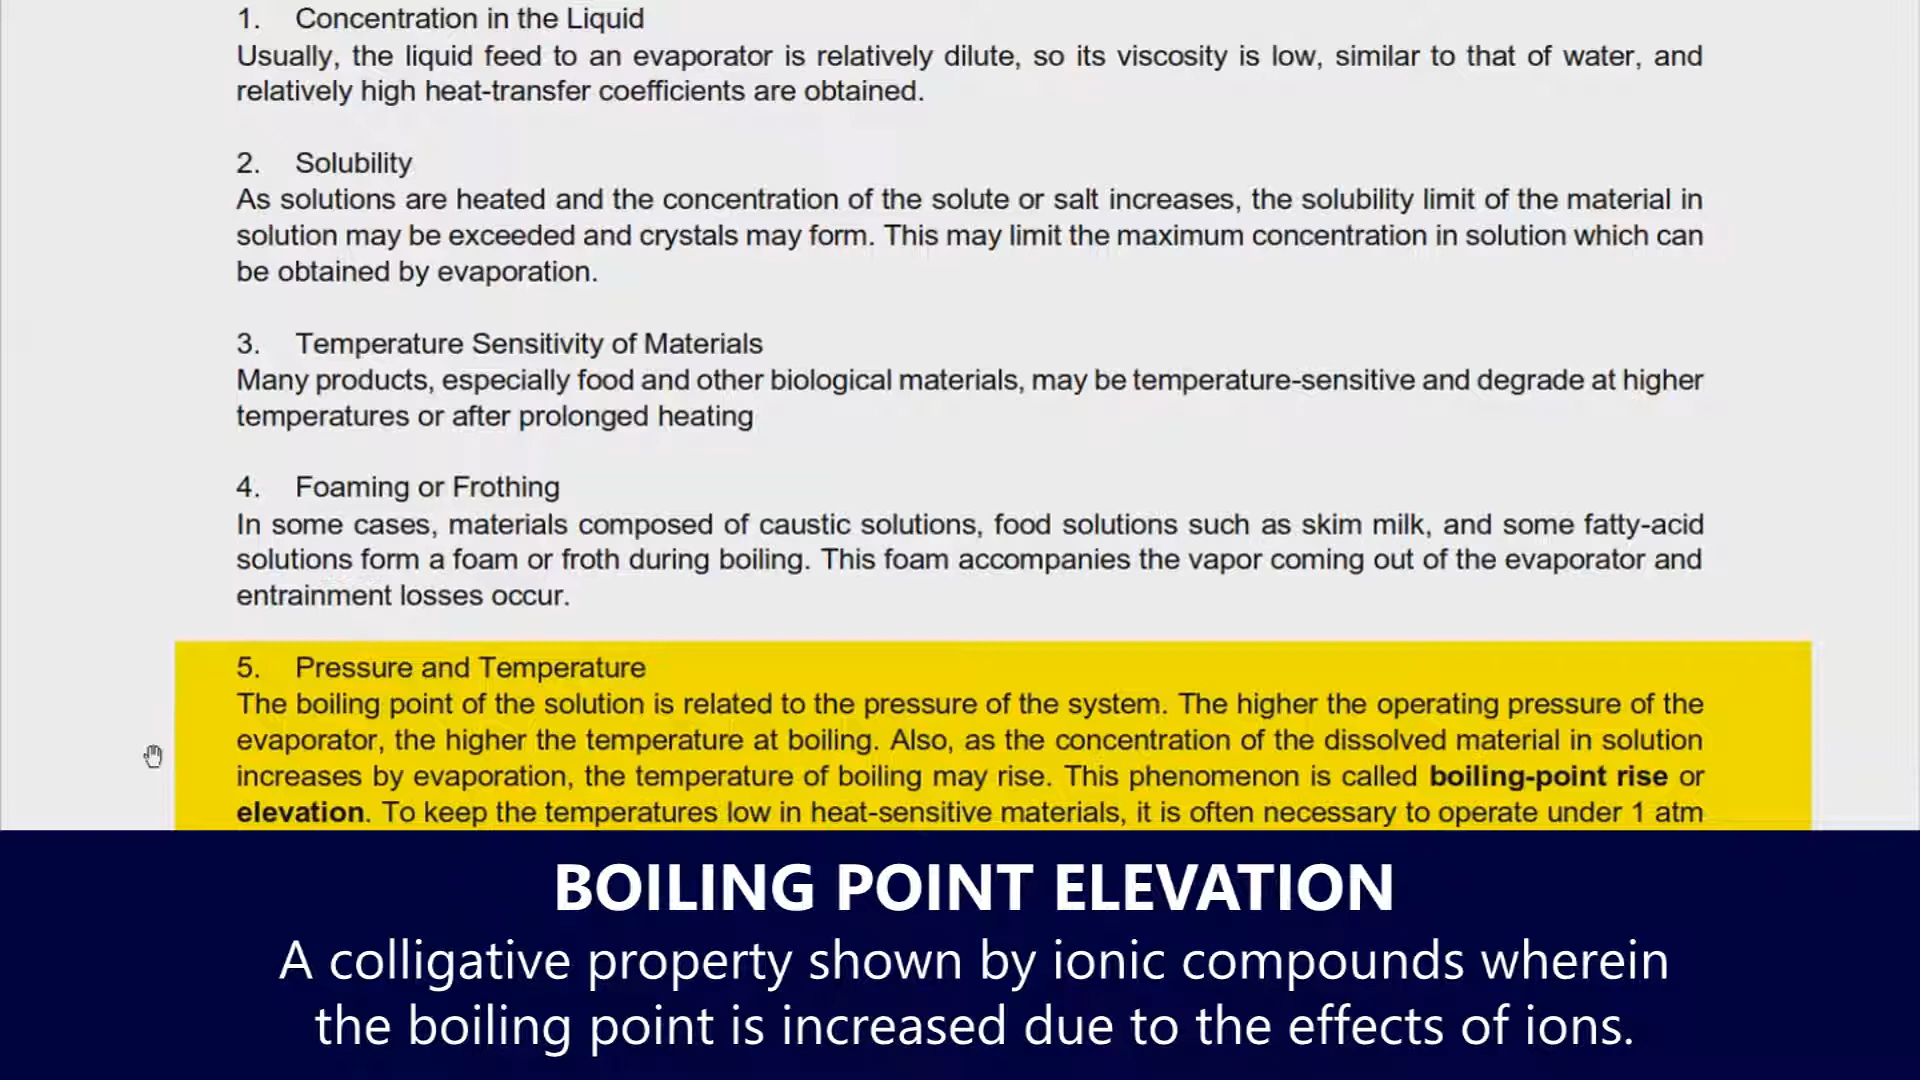 1. Concentration in the Liquid
Usually, the liquid feed to an evaporator is relatively dilute, so its viscosity is low, similar to that of water, and
relatively high heat-transfer coefficients are obtained.
2. Solubility
As solutions are heated and the concentration of the solute or salt increases, the solubility limit of the material in
solution may be exceeded and crystals may form. This may limit the maximum concentration in solution which can
be obtained by evaporation.
3. Temperature Sensitivity of Materials
Many products, especially food and other biological materials, may be temperature-sensitive and degrade at higher
temperatures or after prolonged heating
4. Foaming or Frothing
In some cases, materials composed of caustic solutions, food solutions such as skim milk, and some fatty-acid
solutions form a foam or froth during boiling. This foam accompanies the vapor coming out of the evaporator and
entrainment losses occur.
5. Pressure and Temperature
The boiling point of the solution is related to the pressure of the system. The higher the operating pressure of the
evaporator, the higher the temperature at boiling. Also, as the concentration of the dissolved material in solution
increases by evaporation, the temperature of boiling may rise. This phenomenon is called boiling-point rise or
elevation. To keep the temperatures low in heat-sensitive materials, it is often necessary to operate under 1 atm
BOILING POINT ELEVATION
A colligative property shown by ionic compounds wherein
the boiling point is increased due to the effects of ions.